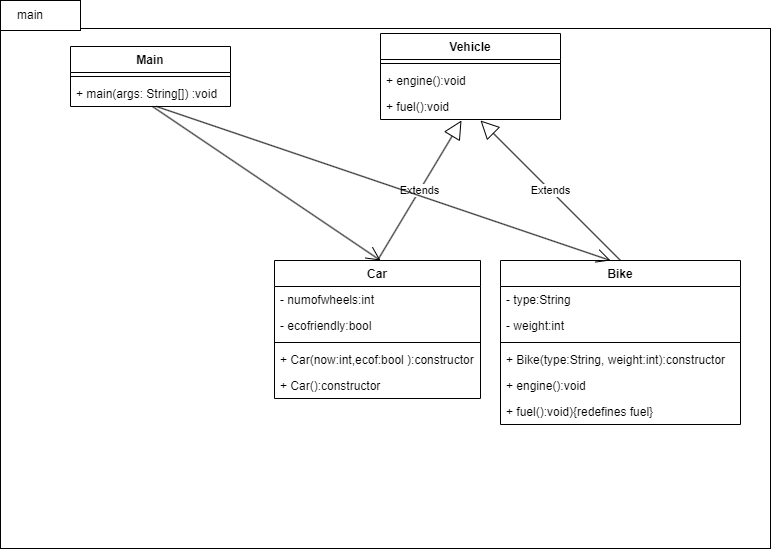 main
Main
+ main(args: String[]) :void
Vehicle
+ engine():void
+ fuel():void
Extends
Extends
Car
- numofwheels:int
- ecofriendly:bool
+ Car(now:int,ecof:bool ):constructor
+ Car():constructor
Bike
- type:String
- weight:int
+ Bike(type:String, weight:int):constructor
+ engine():void
+ fuel():void){redefines fuel}